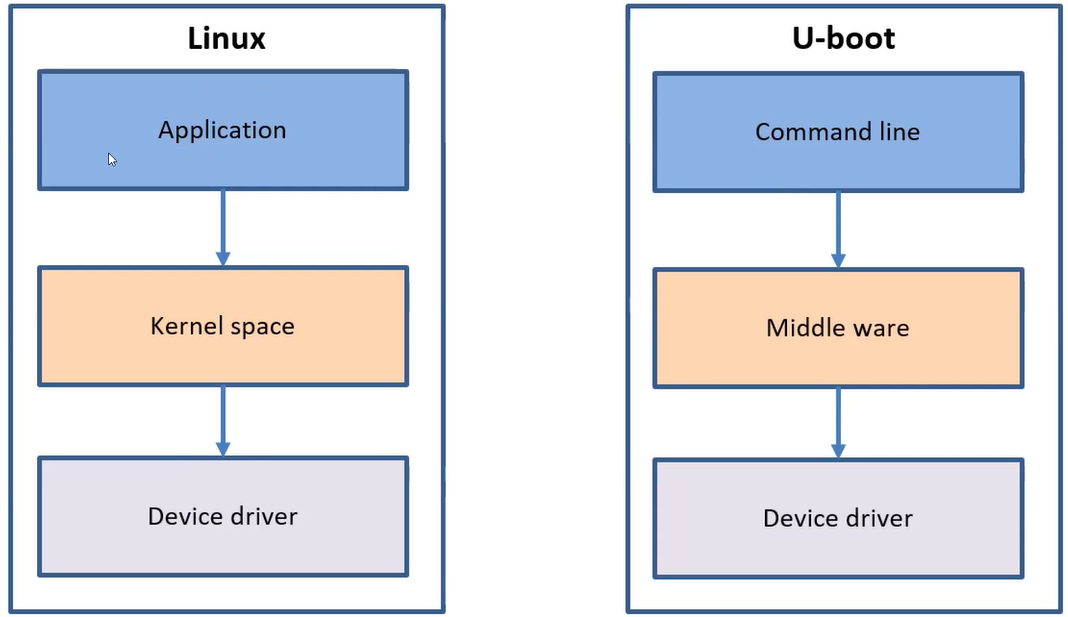 Linux
Application
Kernel space
Device driver
U-boot
Command line
Middle ware
Device driver